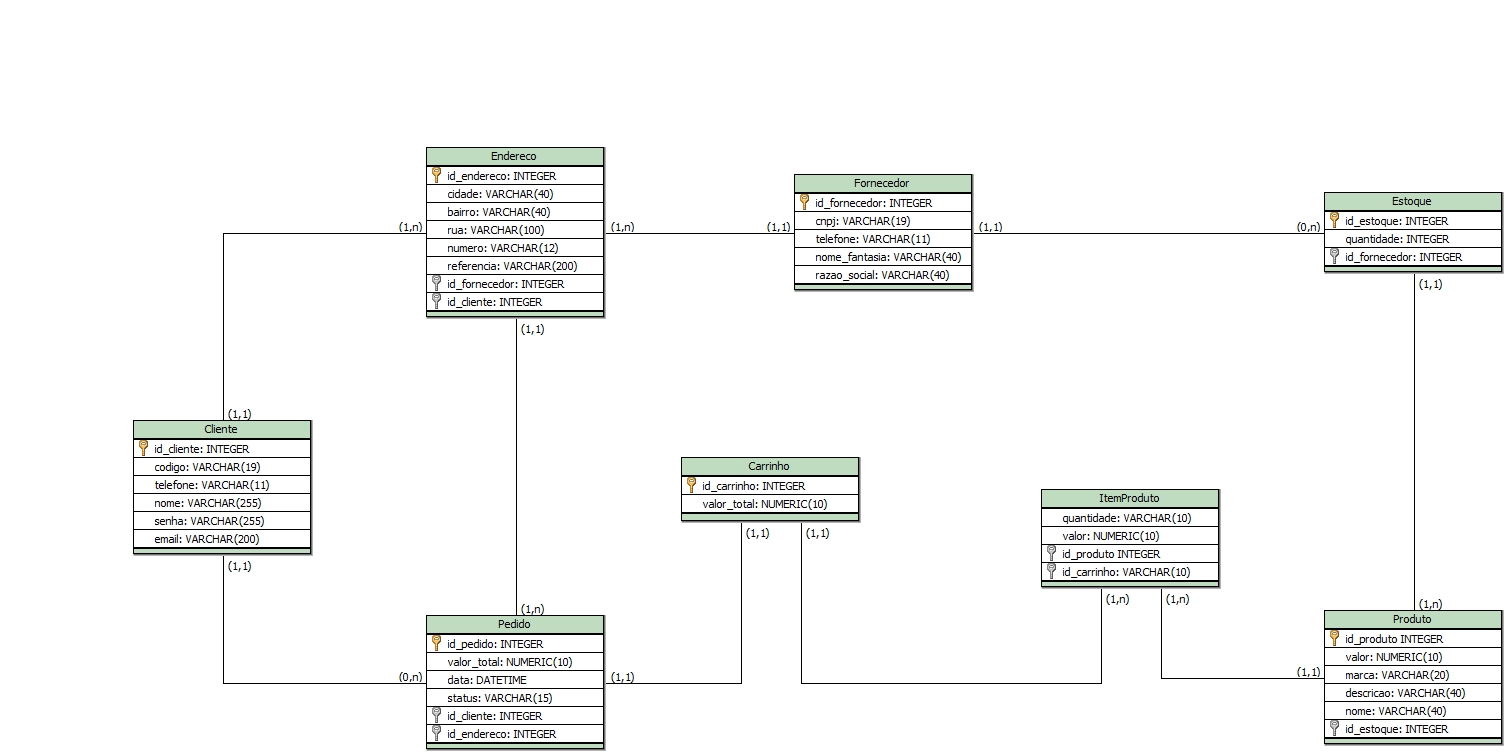 Endereco
id_endereco: INTEGER
cidade: VARCHAR(40)
bairro: VARCHAR(40)
rua: VARCHAR(100)
numero: VARCHAR(12)
referencia: VARCHAR(200)
id_fornecedor: INTEGER
id_cliente: INTEGER
(1,n)
(1,n)
(1,1)
Fornecedor
id_fornecedor: INTEGER
cnpj: VARCHAR(19)
telefone: VARCHAR(11)
nome_fantasia: VARCHAR(40)
razao_social: VARCHAR(40)
(1,1)
(1,1)
(0,n)
Estoque
id_estoque: INTEGER
quantidade: INTEGER
id_fornecedor: INTEGER
(1,1)
(1,1)
Cliente
id_cliente: INTEGER
codigo: VARCHAR(19)
telefone: VARCHAR(11)
nome: VARCHAR(255)
senha: VARCHAR(255)
email: VARCHAR(200)
(1,1)
Carrinho
id_carrinho: INTEGER
valor_total: NUMERIC(10)
(1,1)
(1,1)
ItemProduto
quantidade: VARCHAR(10)
valor: NUMERIC(10)
id_produto INTEGER
id_carrinho: VARCHAR(10)
(1,n)
(1,n)
(1,n)
Pedido
id_pedido: INTEGER
valor_total: NUMERIC(10)
data: DATETIME
status: VARCHAR(15)
id_cliente: INTEGER
id_endereco: INTEGER
(0,n)
(1,1)
(1,1)
(1,n)
Produto
id_produto INTEGER
valor: NUMERIC(10)
marca: VARCHAR(20)
descricao: VARCHAR(40)
nome: VARCHAR(40)
id_estoque: INTEGER